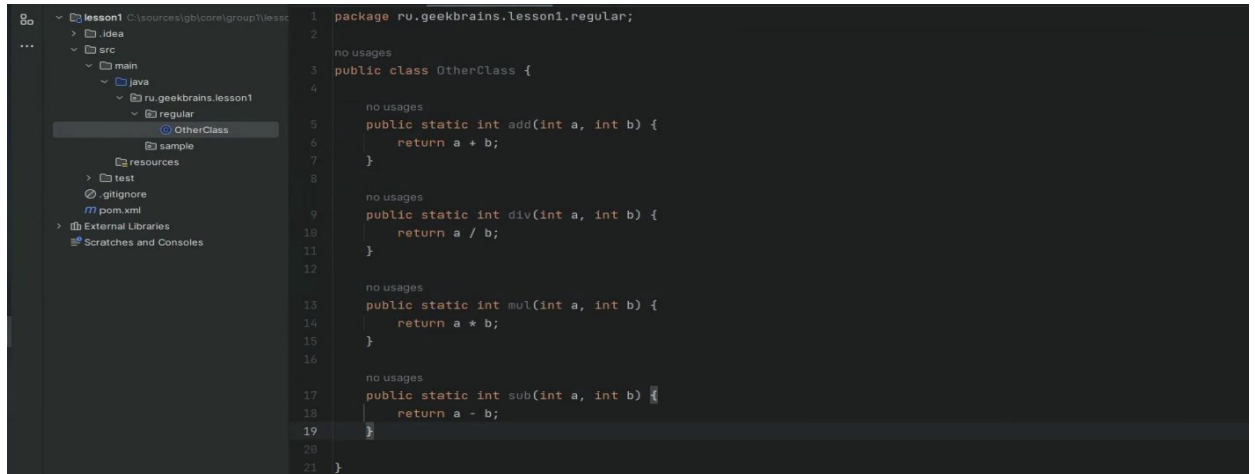 lesson1 C:\sources\gb\core\group1\lessc
.idea
src
main
java
ru.geekbrains.lesson1
regular
OtherClass
sample
resources
test
.gitignore
pom.xml
External Libraries
Scratches and Consoles
1 package ru.geekbrains.lesson1.regular;
2
no usages
3 public class OtherClass {
4
no usages
5 public static int add(int a, int b) {
6 return a + b;
7 }
8
no usages
9 public static int div(int a, int b) {
10 return a / b;
11 }
12
no usages
13 public static int mul(int a, int b) {
14 return a * b;
15 }
16
no usages
17 public static int sub(int a, int b) {
18 return a - b;
19 }
20
21 }